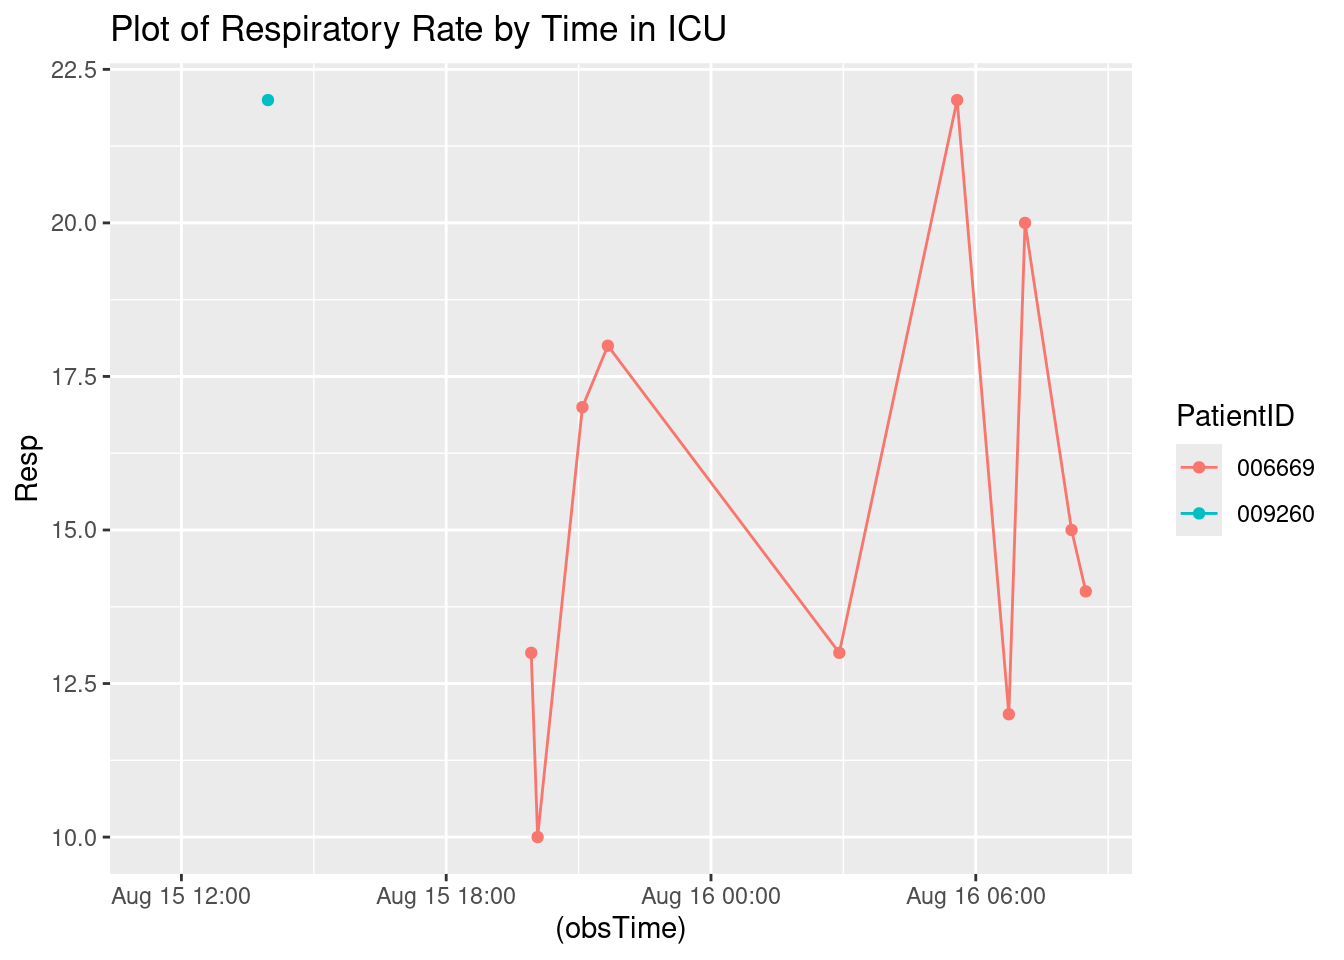 Plot of Respiratory Rate by Time in ICU
22.5
20.0
17.5
15.0
12.5
10.0
Resp
Aug 15 12:00 Aug 15 18:00 Aug 16 00:00 Aug 16 06:00
(obsTime)
PatientID
006669
009260